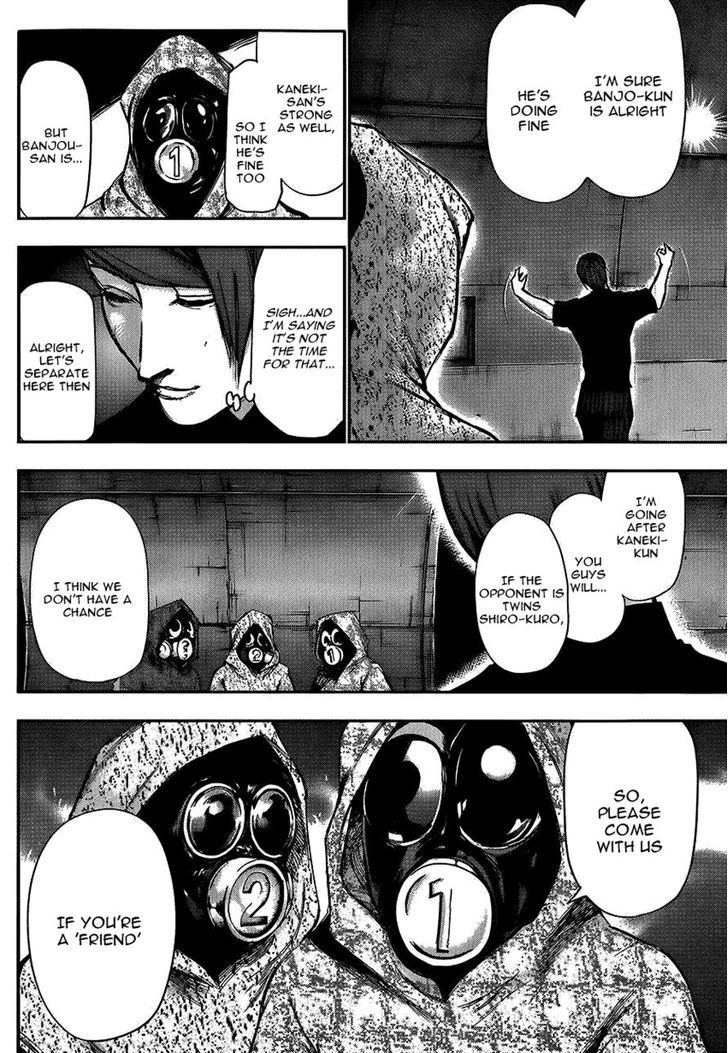 I'M SURE
BANJO-KUN
IS ALRIGHT
HE'S
DOING
FINE
KANEKI-
SAN'S
STRONG
AS WELL,
SO I
THINK
HE'S
FINE
TOO
1
BUT
BANJOU-
SAN IS...
SIGH...AND
I'M SAYING
IT'S NOT
THE TIME
FOR THAT...
ALRIGHT,
LET'S
SEPARATE
HERE THEN
I'M
GOING
AFTER
KANEKI-
KUN
YOU
GUYS
WILL...
IF THE
OPPONENT IS
TWINS
SHIRO-KURO,
I THINK WE
DON'T HAVE A
CHANCE
1
2
3
SO,
PLEASE
COME
WITH US
1
2
IF YOU'RE
A 'FRIEND'